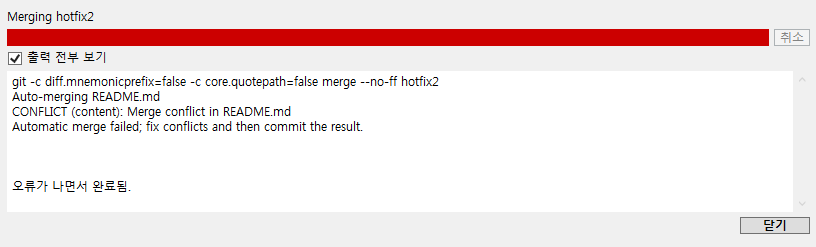 Merging hotfix2
취소
출력 전부 보기
git -c diff.mnemonicprefix=false -c core.quotepath=false merge --no-ff hotfix2
Auto-merging README.md
CONFLICT (content): Merge conflict in README.md
Automatic merge failed; fix conflicts and then commit the result.
오류가 나면서 완료됨.
닫기